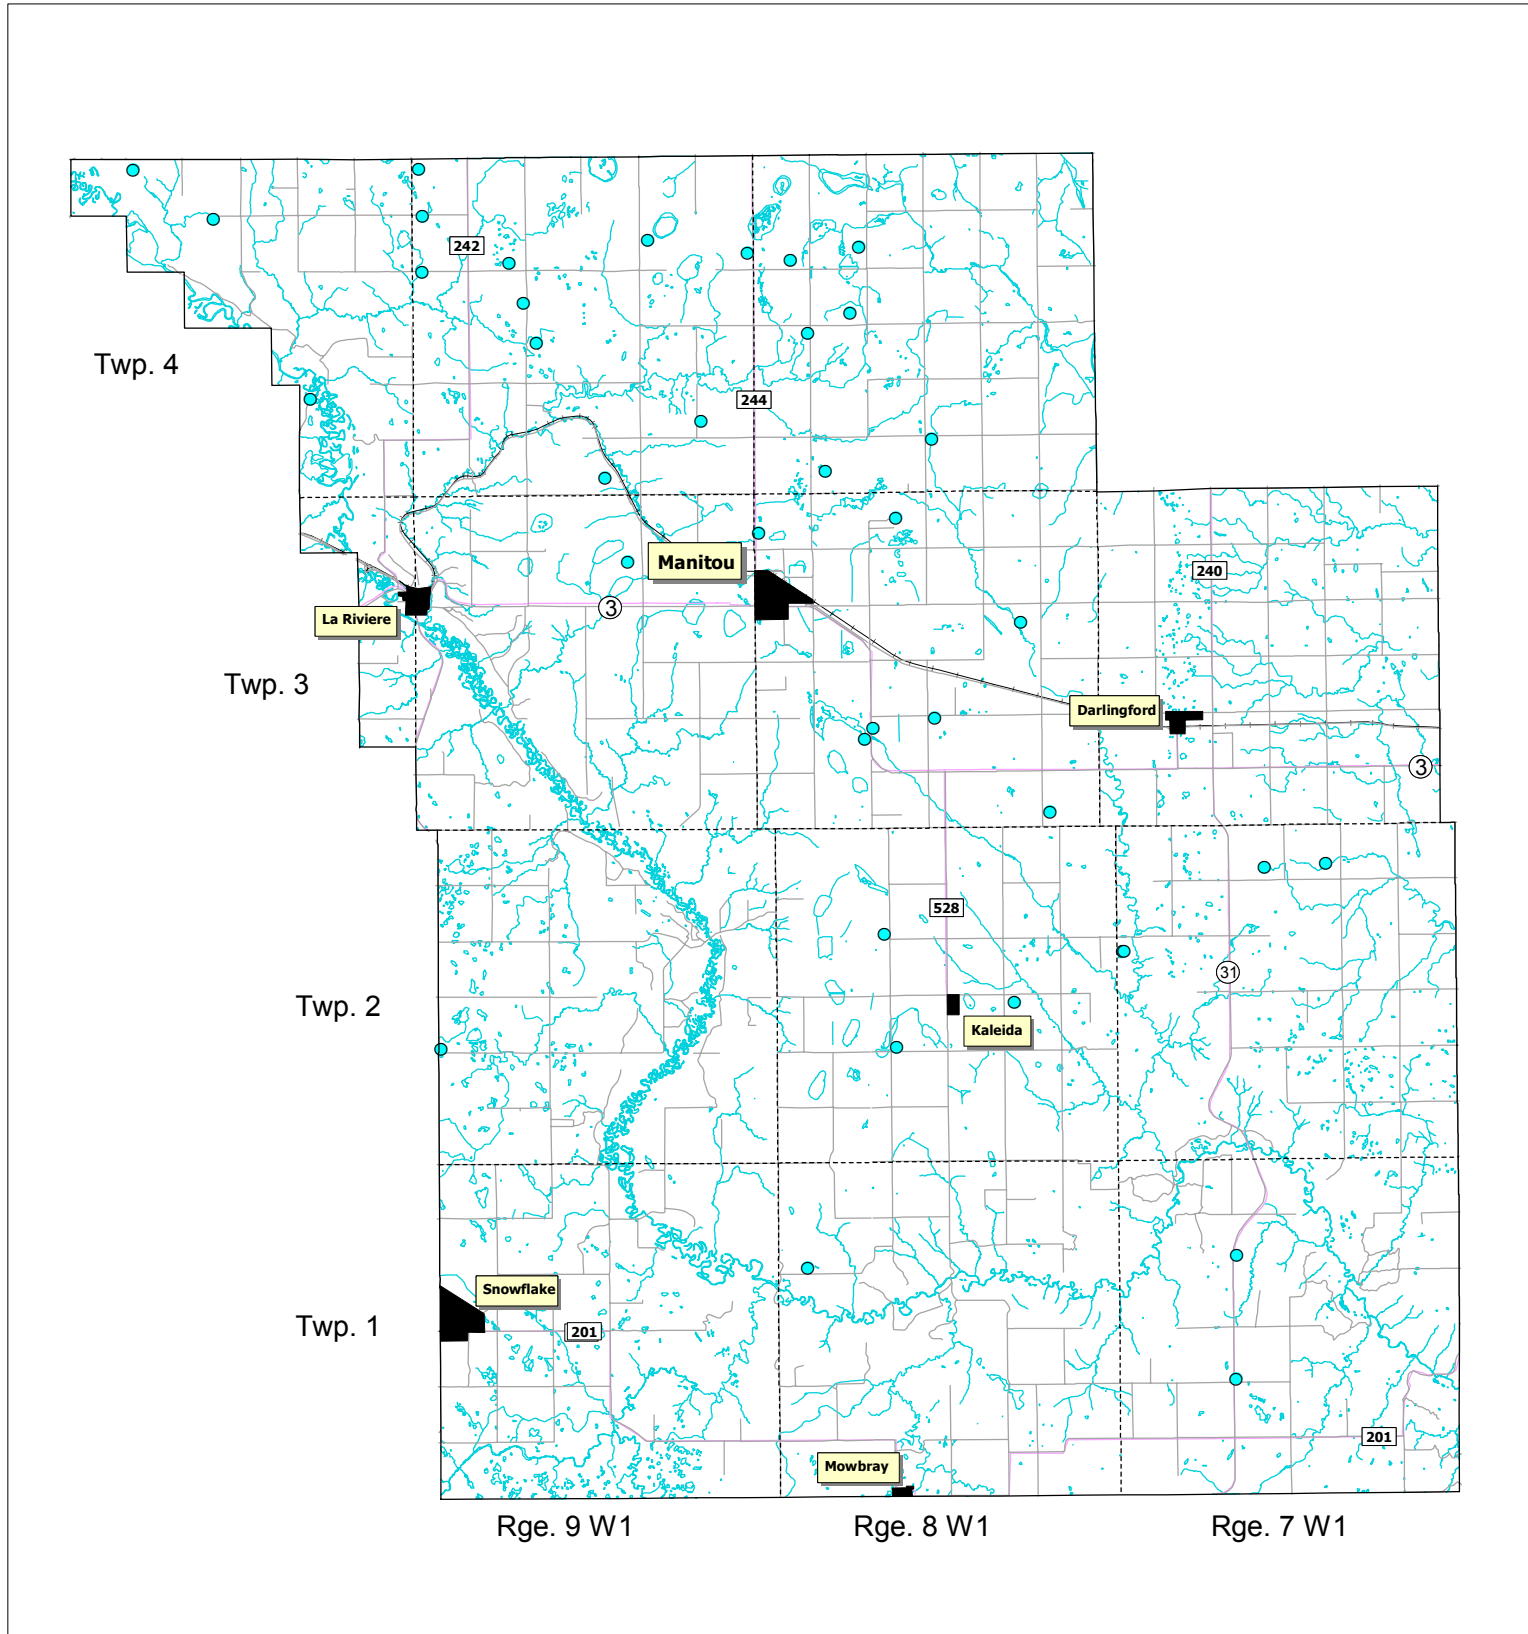 242
Twp. 4
244
Manitou
240
3
La Riviere
Twp. 3
Darlingford
3
528
31
Twp. 2
Kaleida
Snowflake
Twp. 1
201
201
Mowbray
Rge. 9 W1
Rge. 8 W1
Rge. 7 W1